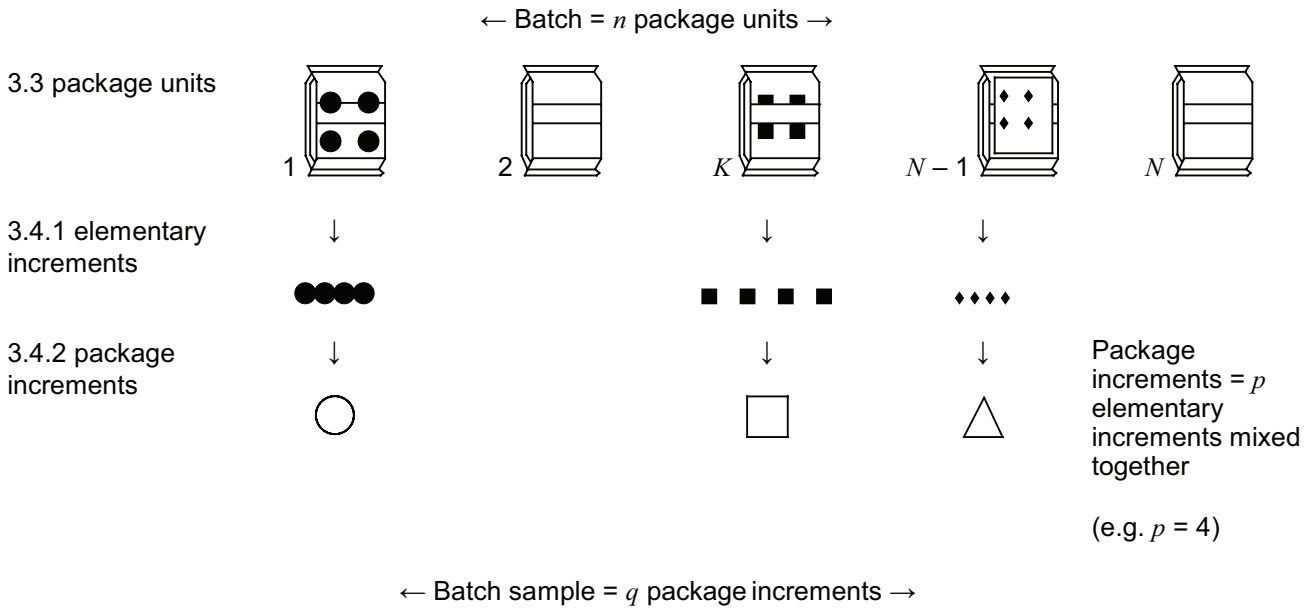 ← Batch = n package units →
3.3 package units
1
2
K
N – 1
N
3.4.1 elementary
increments
↓ ↓ ↓
3.4.2 package
increments
↓ ↓ ↓
Package
increments = p
elementary
increments mixed
together
(e.g. p = 4)
← Batch sample = q package increments →